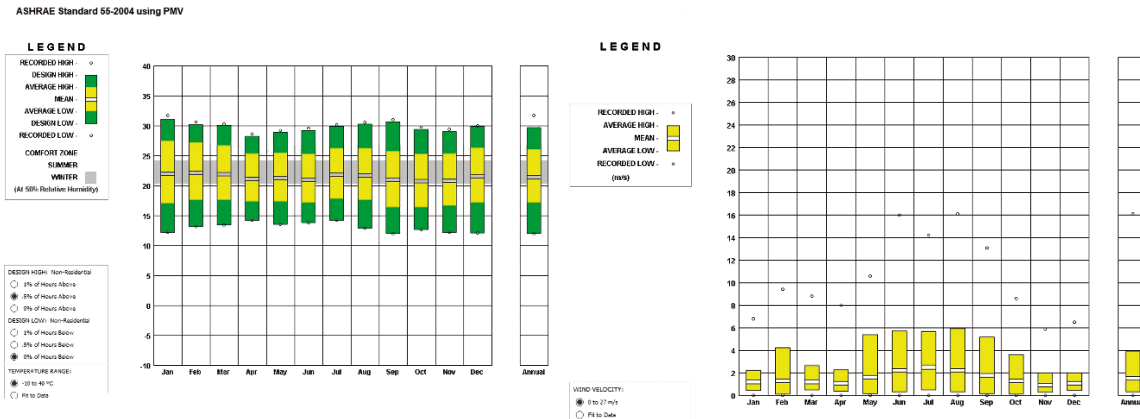 ASHRAE Standard 55-2004 using PMV
LEGEND
RECORDED HIGH -
DESIGN HIGH -
AVERAGE HIGH -
MEAN -
AVERAGE LOW -
DESIGN LOW -
RECORDED LOW -
COMFORT ZONE
SUMMER
WINTER
(At 50% Relative Humidity)
DESIGN HIGH: Non-Residential
1% of Hours Above
.5% of Hours Above
0% of Hours Above
DESIGN LOW: Non-Residential
1% of Hours Below
.5% of Hours Below
0% of Hours Below
TEMPERATURE RANGE:
-10 to 40 °C
Fit to Data
40
35
30
25
20
15
10
5
0
-5
-10
Jan Feb Mar Apr May Jun Jul Aug Sep Oct Nov Dec Annual
LEGEND
RECORDED HIGH -
AVERAGE HIGH -
MEAN -
AVERAGE LOW -
RECORDED LOW -
(m/s)
WIND VELOCITY:
0 to 27 m/s
Fit to Data
30
28
26
24
22
20
18
16
14
12
10
8
6
4
2
0
Jan Feb Mar Apr May Jun Jul Aug Sep Oct Nov Dec Annua